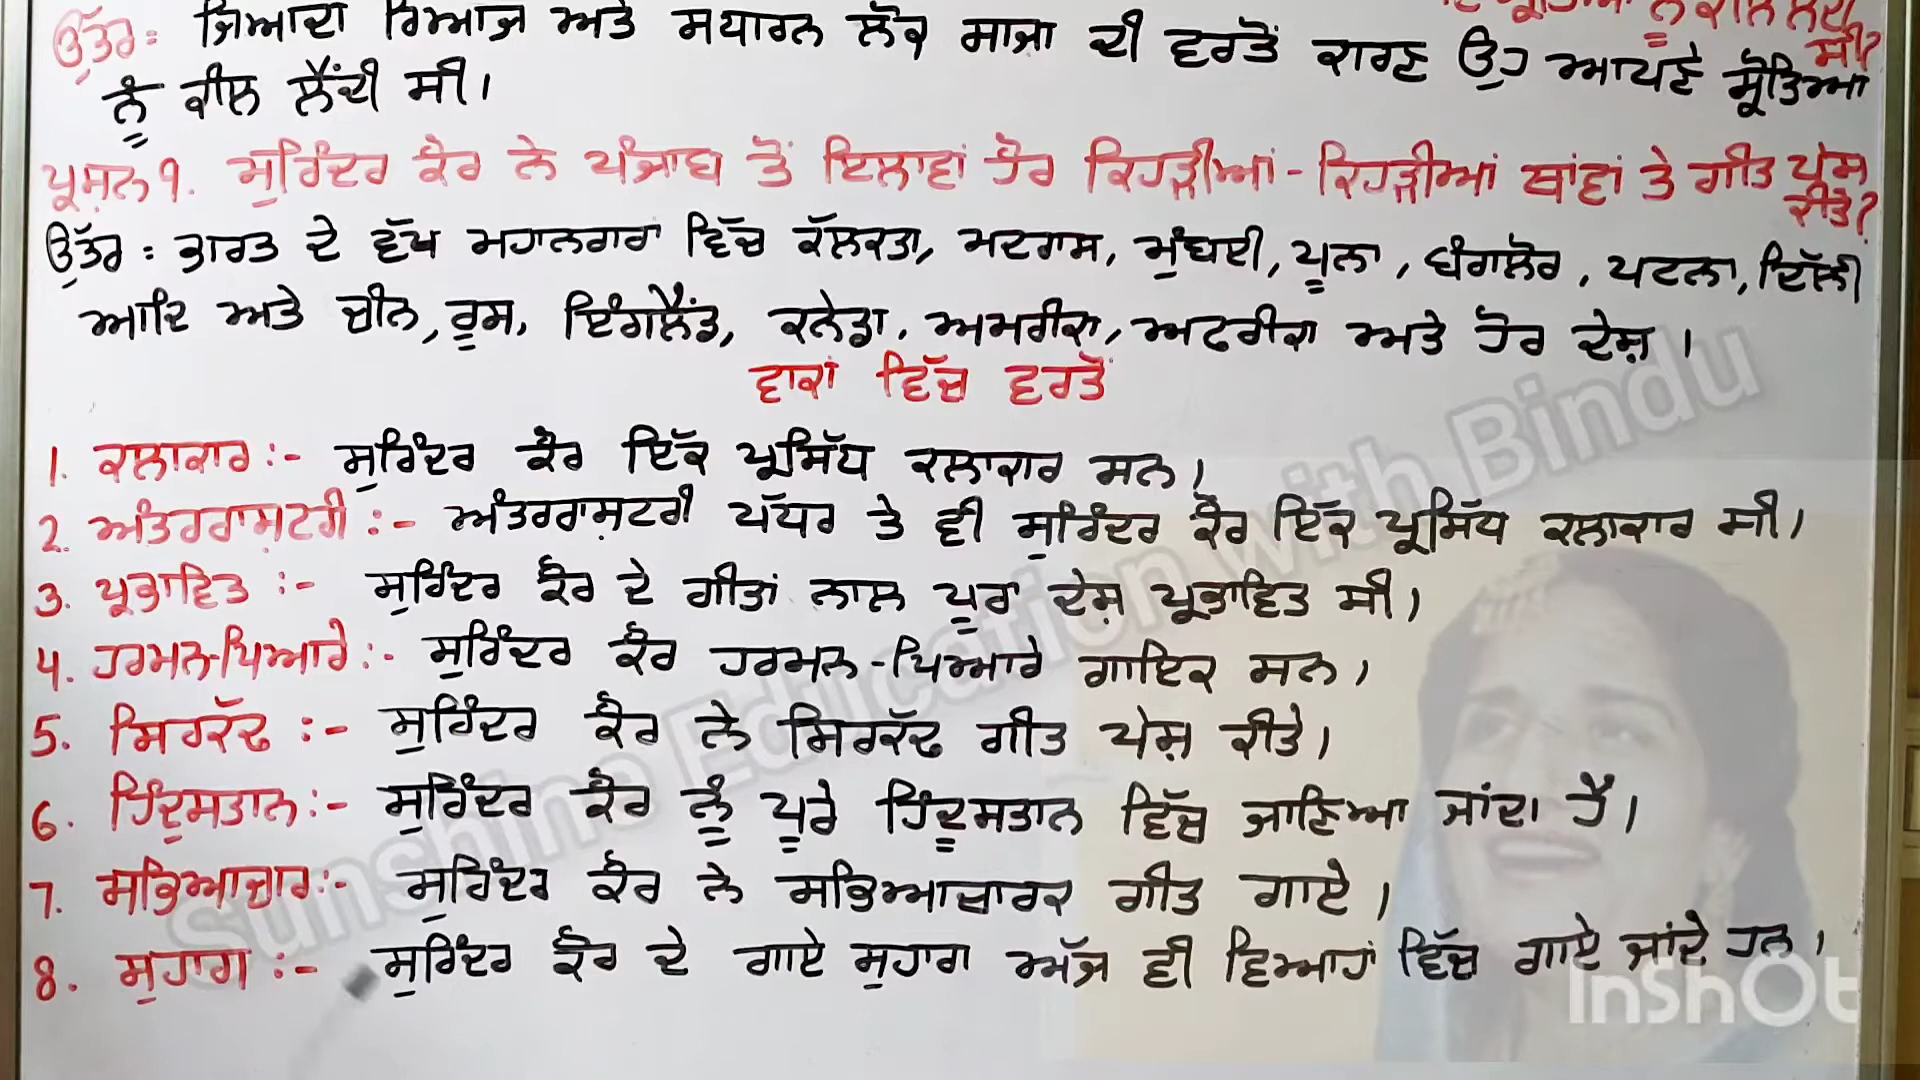 ਨੂੰ ਕੀਲ ਲਈ
ਸੀ?
ਉੱਤਰ: ਜਿਆਦਾ ਰਿਆਜ਼ ਅਤੇ ਸਧਾਰਨ ਲੋਕ ਸਾਜਾ ਦੀ ਵਰਤੋਂ ਕਾਰਣ ਉਹ ਆਪਣੇ ਸ੍ਰੋਤਿਆ
ਨੂੰ ਕੀਲ ਲੈਂਦੀ ਸੀ।
ਪ੍ਰਸ਼ਨ 9. ਸੁਰਿੰਦਰ ਕੌਰ ਨੇ ਪੰਜਾਬ ਤੋਂ ਇਲਾਵਾਂ ਹੋਰ ਕਿਹੜੀਆਂ-ਕਿਹੜੀਆਂ ਥਾਂਵਾਂ ਤੇ ਗੀਤ ਪੇਸ਼
ਕੀਤੇ?
ਉੱਤਰ: ਭਾਰਤ ਦੇ ਵੱਖ ਮਹਾਨਗਰਾਂ ਵਿੱਚ ਕੱਲਕਤਾ, ਮਦਰਾਸ, ਮੁੰਬਈ, ਪੂਨਾ, ਬੰਗਲੋਰ, ਪਟਨਾ, ਦਿੱਲੀ
ਆਦਿ ਅਤੇ ਚੀਨ, ਰੂਸ, ਇੰਗਲੈਂਡ, ਕਨੇਡਾ, ਅਮਰੀਕਾ, ਅਫਰੀਕਾ ਅਤੇ ਹੋਰ ਦੇਸ਼।
ਵਾਕਾਂ ਵਿੱਚ ਵਰਤੋਂ
1. ਕਲਾਕਾਰ:- ਸੁਰਿੰਦਰ ਕੌਰ ਇੱਕ ਪ੍ਰਸਿੱਧ ਕਲਾਕਾਰ ਸਨ।
2. ਅੰਤਰਰਾਸ਼ਟਰੀ:- ਅੰਤਰਰਾਸ਼ਟਰੀ ਪੱਧਰ ਤੇ ਵੀ ਸੁਰਿੰਦਰ ਕੌਰ ਇੱਕ ਪ੍ਰਸਿੱਧ ਕਲਾਕਾਰ ਸੀ।
3. ਪ੍ਰਭਾਵਿਤ:- ਸੁਰਿੰਦਰ ਕੌਰ ਦੇ ਗੀਤਾਂ ਨਾਲ ਪੂਰਾ ਦੇਸ਼ ਪ੍ਰਭਾਵਿਤ ਸੀ।
4. ਹਰਮਨ-ਪਿਆਰੇ:- ਸੁਰਿੰਦਰ ਕੌਰ ਹਰਮਨ-ਪਿਆਰੇ ਗਾਇਕ ਸਨ।
5. ਸਿਰਕੱਢ:- ਸੁਰਿੰਦਰ ਕੌਰ ਨੇ ਸਿਰਕੱਢ ਗੀਤ ਪੇਸ਼ ਕੀਤੇ।
6. ਹਿੰਦੂਸਤਾਨ:- ਸੁਰਿੰਦਰ ਕੌਰ ਨੂੰ ਪੂਰੇ ਹਿੰਦੂਸਤਾਨ ਵਿੱਚ ਜਾਣਿਆ ਜਾਂਦਾ ਹੈ।
7. ਸਭਿਆਚਾਰ:- ਸੁਰਿੰਦਰ ਕੌਰ ਨੇ ਸਭਿਆਚਾਰਕ ਗੀਤ ਗਾਏ।
8. ਸੁਹਾਗ:- ਸੁਰਿੰਦਰ ਕੌਰ ਦੇ ਗਾਏ ਸੁਹਾਗ ਅੱਜ ਵੀ ਵਿਆਹਾਂ ਵਿੱਚ ਗਾਏ ਜਾਂਦੇ ਹਨ।
Sunshine Education with Bindu
InShOt